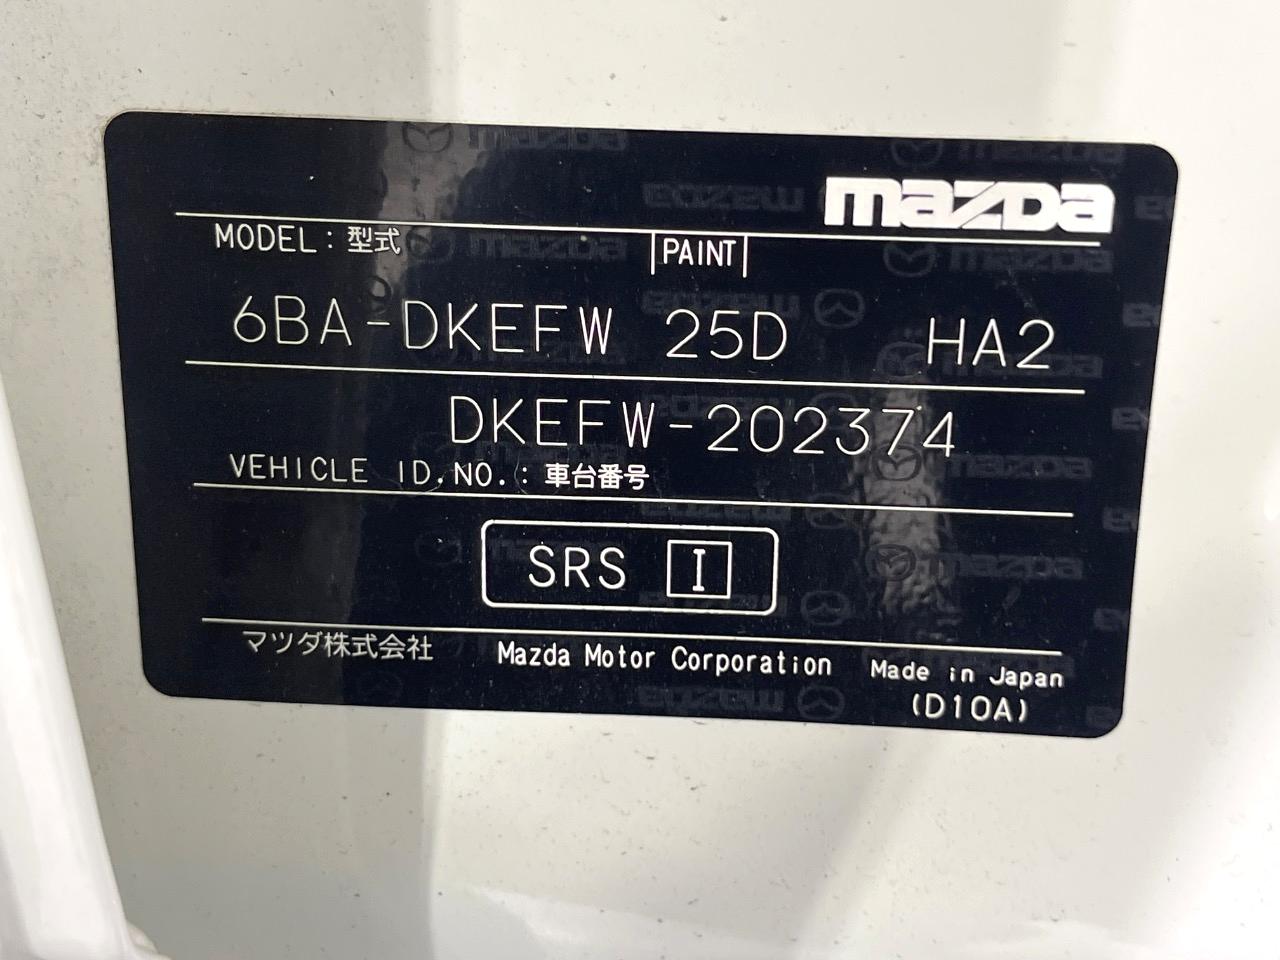 mazda
MODEL：型式 PAINT
6BA-DKEFW 25D HA2
DKEFW-202374
VEHICLE ID.NO.：車台番号
SRS I
マツダ株式会社 Mazda Motor Corporation Made in Japan
(D10A)